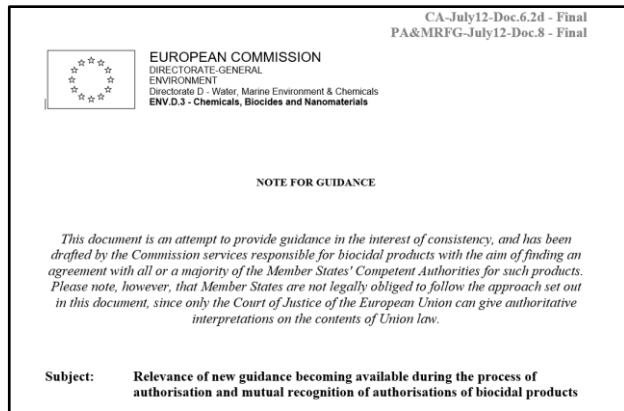 CA-July12-Doc.6.2d - Final
PA&MRFG-July12-Doc.8 - Final
EUROPEAN COMMISSION
DIRECTORATE-GENERAL
ENVIRONMENT
Directorate D - Water, Marine Environment & Chemicals
ENV.D.3 - Chemicals, Biocides and Nanomaterials
NOTE FOR GUIDANCE
This document is an attempt to provide guidance in the interest of consistency, and has been
drafted by the Commission services responsible for biocidal products with the aim of finding an
agreement with all or a majority of the Member States' Competent Authorities for such products.
Please note, however, that Member States are not legally obliged to follow the approach set out
in this document, since only the Court of Justice of the European Union can give authoritative
interpretations on the contents of Union law.
Subject: Relevance of new guidance becoming available during the process of
authorisation and mutual recognition of authorisations of biocidal products